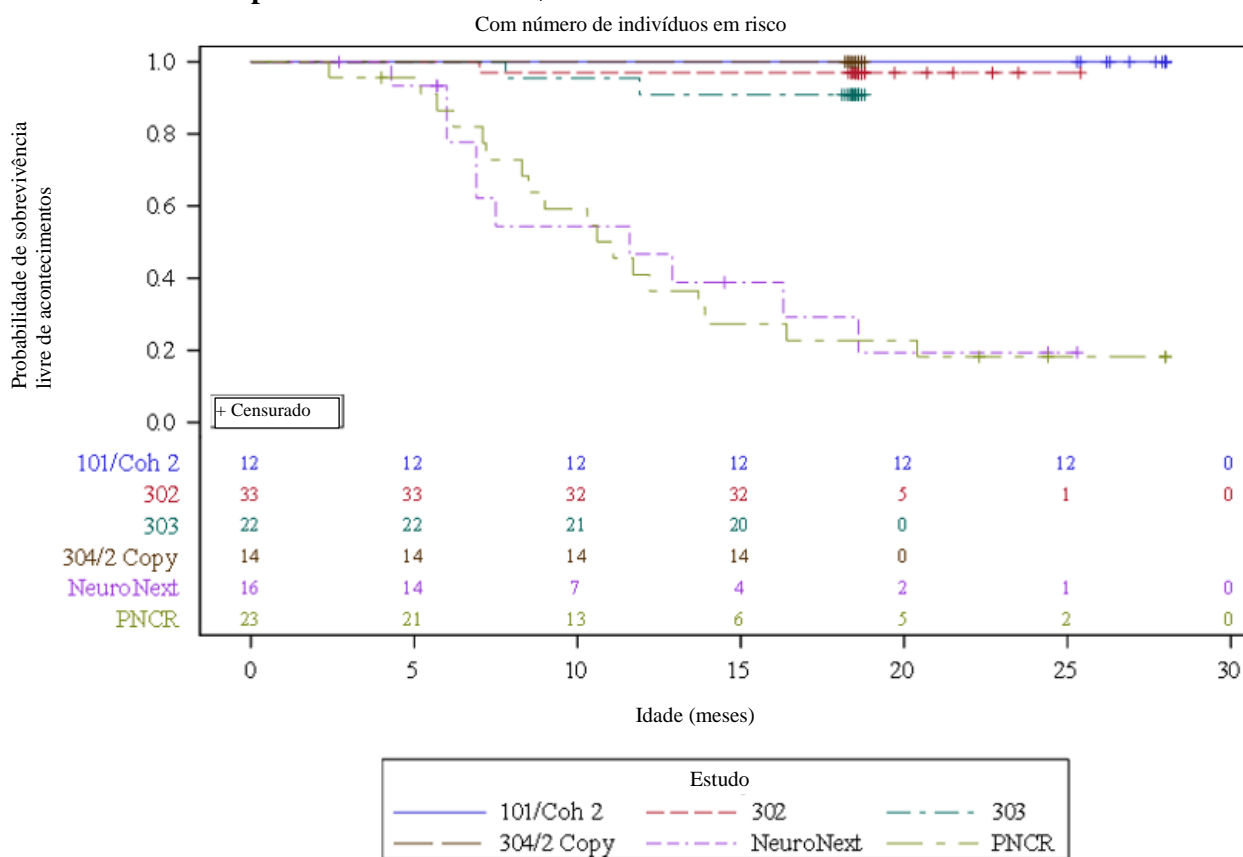 Com número de indivíduos em risco
Probabilidade de sobrevivência
livre de acontecimentos
1.0
0.8
0.6
0.4
0.2
0.0
+ Censurado
101/Coh 2 12 12 12 12 12 12 0
302 33 33 32 32 5 1 0
303 22 22 21 20 0
304/2 Copy 14 14 14 14 0
NeuroNext 16 14 7 4 2 1 0
PNCR 23 21 13 6 5 2 0
0 5 10 15 20 25 30
Idade (meses)
Estudo
101/Coh 2 302 303
304/2 Copy NeuroNext PNCR